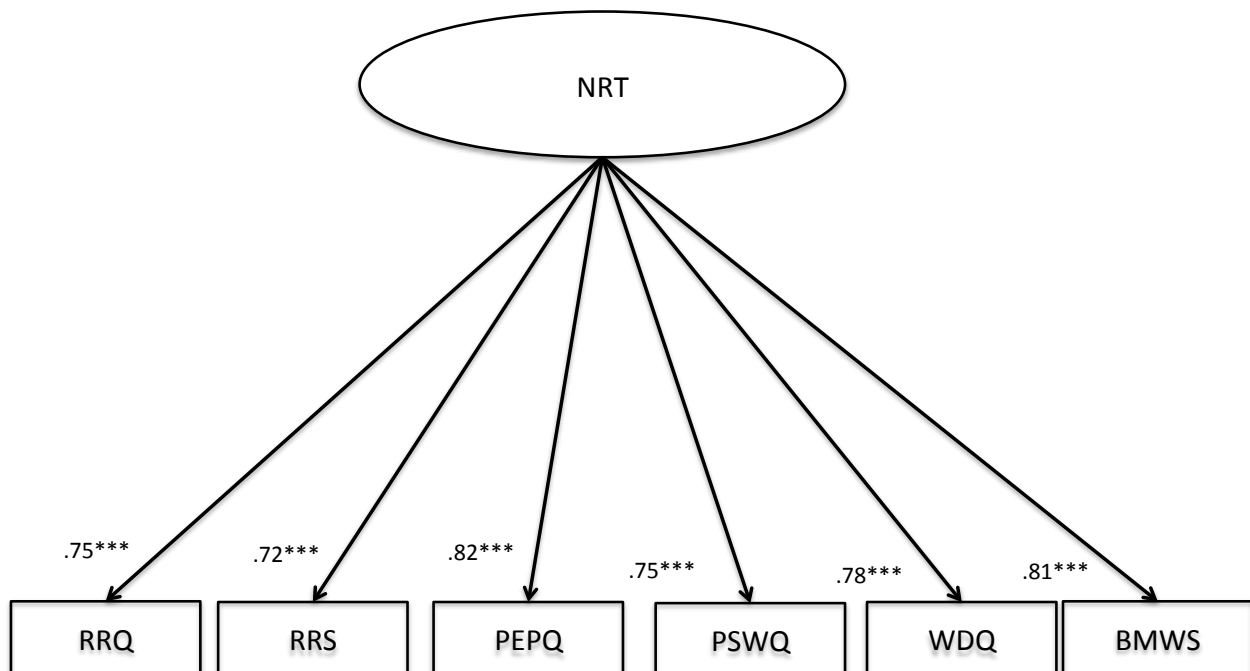 NRT
.75***
.72***
.82***
.75***
.78***
.81***
RRQ
RRS
PEPQ
PSWQ
WDQ
BMWS